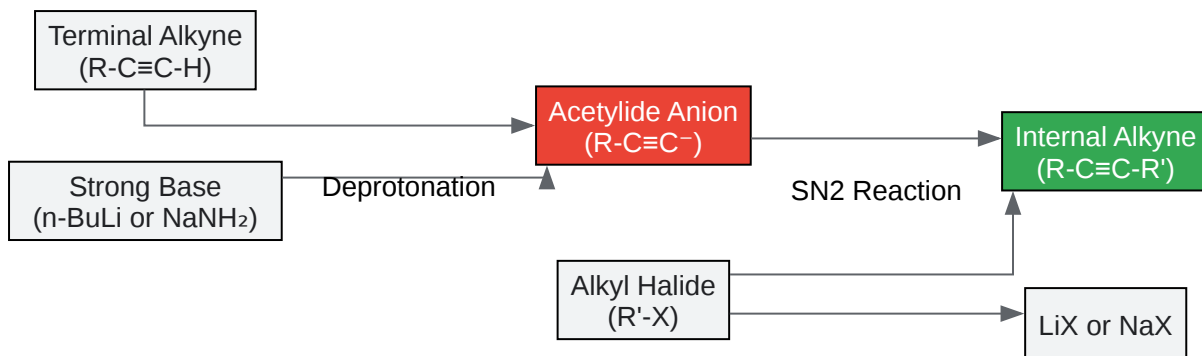 Terminal Alkyne
(R-C≡C-H)
Strong Base
(n-BuLi or NaNH₂)
Deprotonation
Acetylide Anion
(R-C≡C⁻)
SN2 Reaction
Internal Alkyne
(R-C≡C-R')
Alkyl Halide
(R'-X)
LiX or NaX